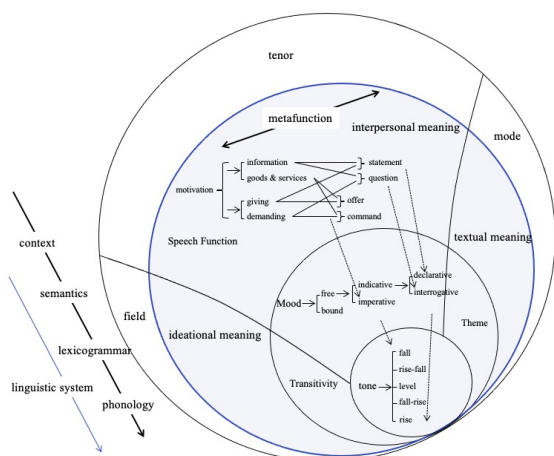 tenor
metafunction
interpersonal meaning
mode
information
statement
goods & services
question
motivation
giving
offer
demanding
command
Speech Function
textual meaning
context
semantics
field
ideational meaning
lexicogrammar
linguistic system
phonology
declarative
indicative
free
interrogative
Mood
imperative
bound
Theme
Transitivity
fall
rise-fall
tone
level
fall-rise
rise